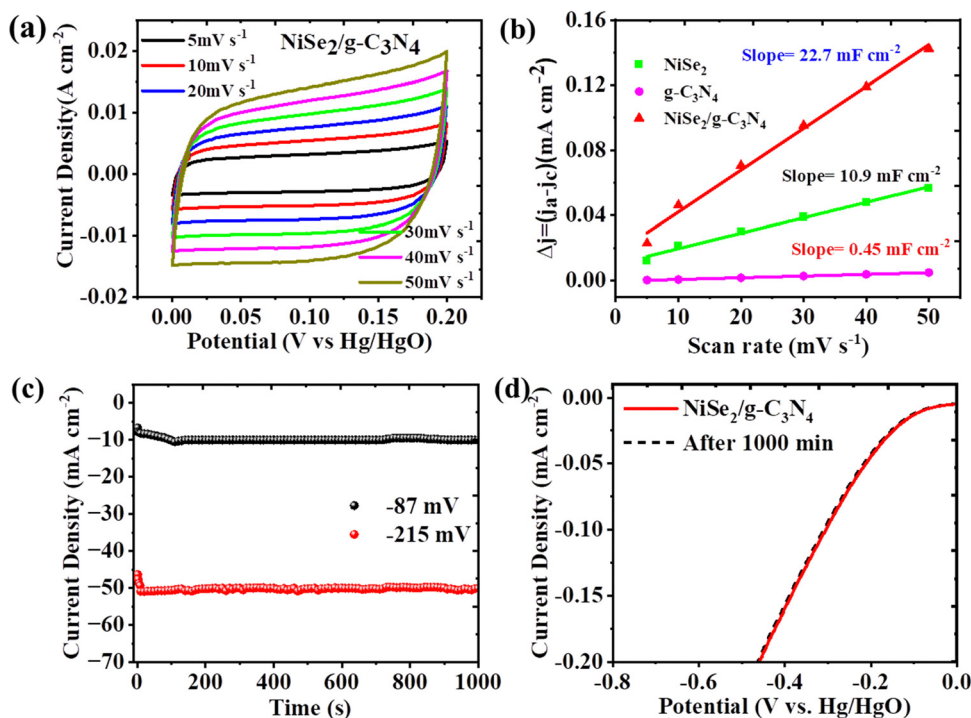 (a)
5mV s⁻¹
NiSe₂/g-C₃N₄
10mV s⁻¹
20mV s⁻¹
30mV s⁻¹
40mV s⁻¹
50mV s⁻¹
0.02
0.01
0.00
-0.01
-0.02
Current Density(A cm⁻²)
0.00
0.05
0.10
0.15
0.20
Potential (V vs Hg/HgO)
(b)
Slope= 22.7 mF cm⁻²
NiSe₂
g-C₃N₄
NiSe₂/g-C₃N₄
Slope= 10.9 mF cm⁻²
Slope= 0.45 mF cm⁻²
0.16
0.12
0.08
0.04
0.00
Δj=(jₐ-j꜀)(mA cm⁻²)
10
20
30
40
50
Scan rate (mV s⁻¹)
(c)
0
−10
−20
−30
−40
−50
−60
−70
-87 mV
-215 mV
Current Density (mA cm⁻²)
0
200
400
600
800
1000
Time (s)
(d)
NiSe₂/g-C₃N₄
After 1000 min
0.00
-0.05
-0.10
-0.15
-0.20
Current Density (mA cm⁻²)
-0.8
-0.6
-0.4
-0.2
0.0
Potential (V vs. Hg/HgO)